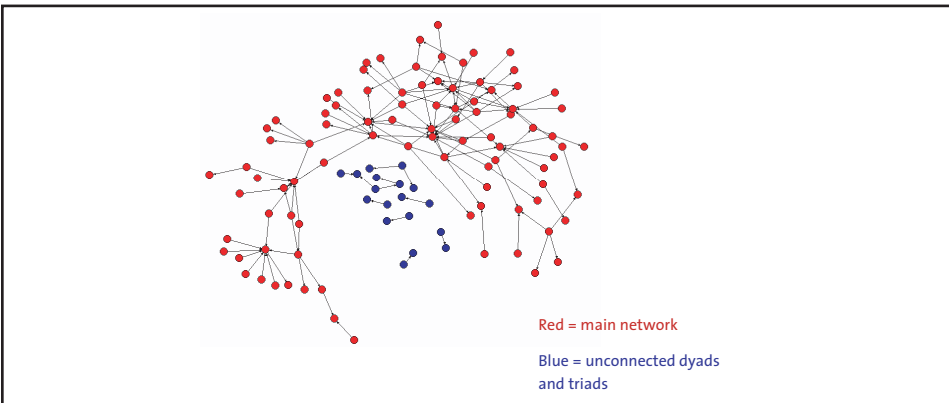 Red = main network
Blue = unconnected dyads
and triads